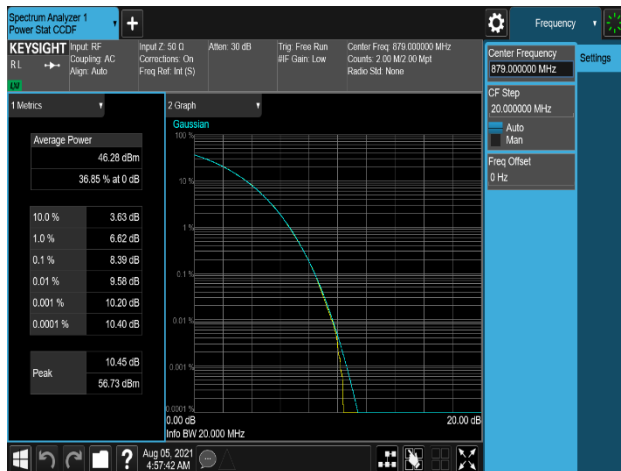 Spectrum Analyzer 1
Power Stat CCDF
Frequency
KEYSIGHT
RL
Input: RF
Coupling: AC
Align: Auto
Input Z: 50 Ω
Corrections: On
Freq Ref: Int (S)
Atten: 30 dB
Trig: Free Run
#IF Gain: Low
Center Freq: 879.000000 MHz
Counts: 2.00 M/2.00 Mpt
Radio Std: None
Center Frequency
879.000000 MHz
Settings
CF Step
20.000000 MHz
Auto
Man
Freq Offset
0 Hz
1 Metrics
Average Power
46.28 dBm
36.85 % at 0 dB
10.0 % 3.63 dB
1.0 % 6.62 dB
0.1 % 8.39 dB
0.01 % 9.58 dB
0.001 % 10.20 dB
0.0001 % 10.40 dB
Peak
10.45 dB
56.73 dBm
2 Graph
Gaussian
100 %
10 %
1 %
0.1 %
0.01 %
0.001 %
0.0001 %
0.00 dB 20.00 dB
Info BW 20.000 MHz
?
Aug 05, 2021
4:57:42 AM